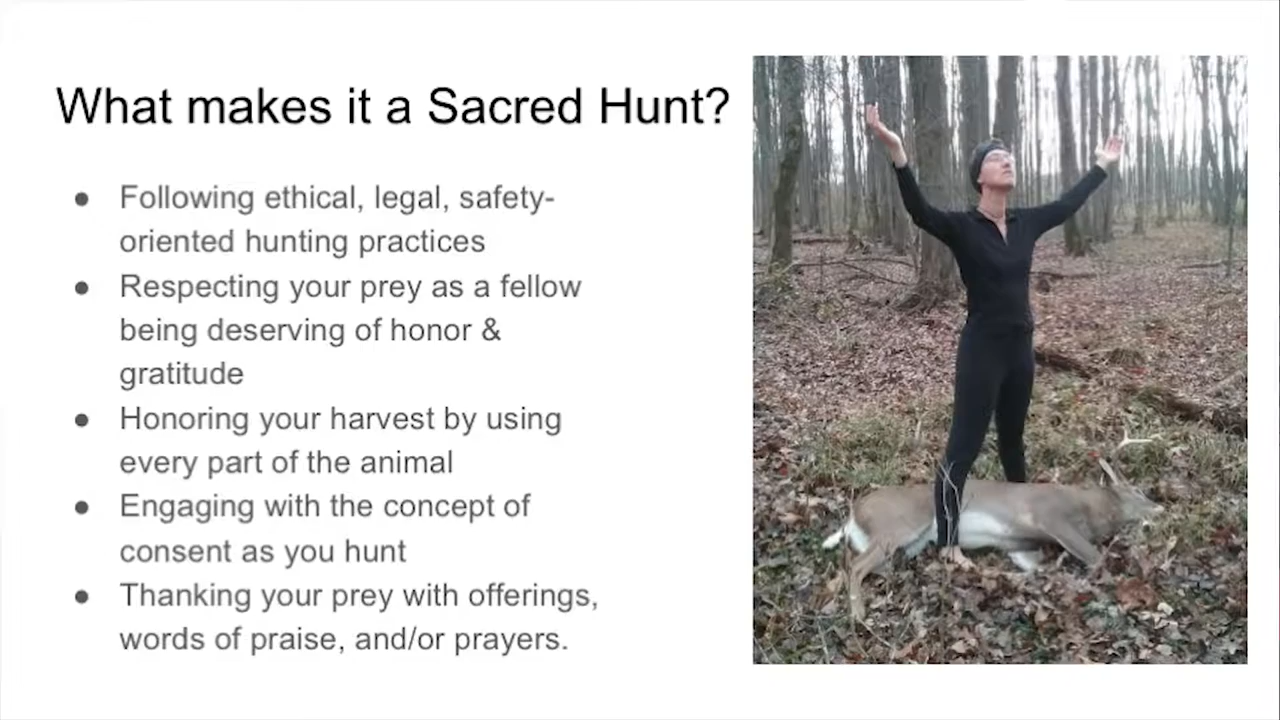 What makes it a Sacred Hunt?
● Following ethical, legal, safety-
oriented hunting practices
● Respecting your prey as a fellow
being deserving of honor &
gratitude
● Honoring your harvest by using
every part of the animal
● Engaging with the concept of
consent as you hunt
● Thanking your prey with offerings,
words of praise, and/or prayers.